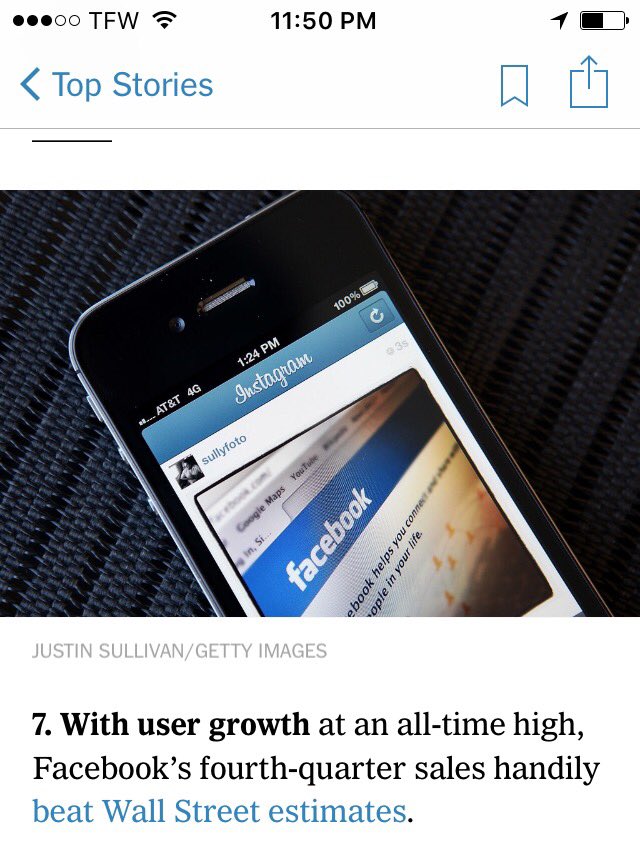 TFW
11:50 PM
Top Stories
AT&T 4G
1:24 PM
100%
Instagram
3s
sullyfoto
Google Maps
YouTube
facebook
ebook helps you connect and
ople in your life.
JUSTIN SULLIVAN/GETTY IMAGES
7. With user growth at an all-time high,
Facebook’s fourth-quarter sales handily
beat Wall Street estimates.